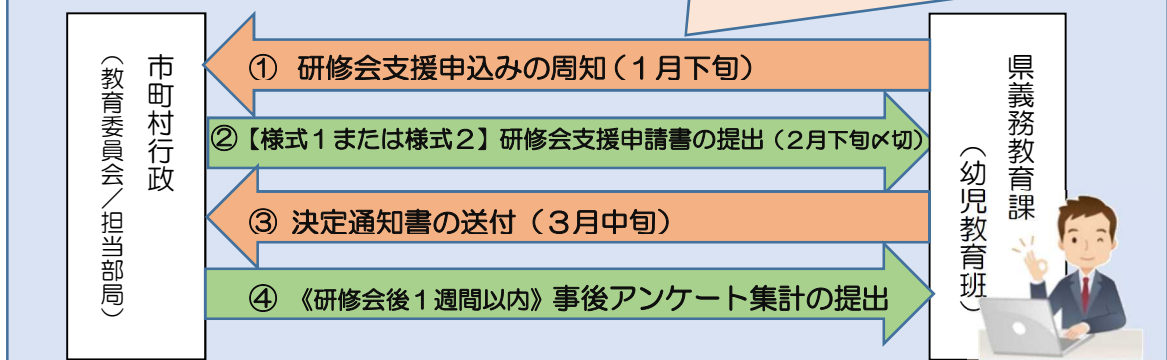 市町村行政
(教育委員会/担当部局)
① 研修会支援申込みの周知(1月下旬)
②【様式1または様式2】研修会支援申請書の提出(2月下旬〆切)
③ 決定通知書の送付(3月中旬)
④ 《研修会後1週間以内》事後アンケート集計の提出
県義務教育課
(幼児教育班)